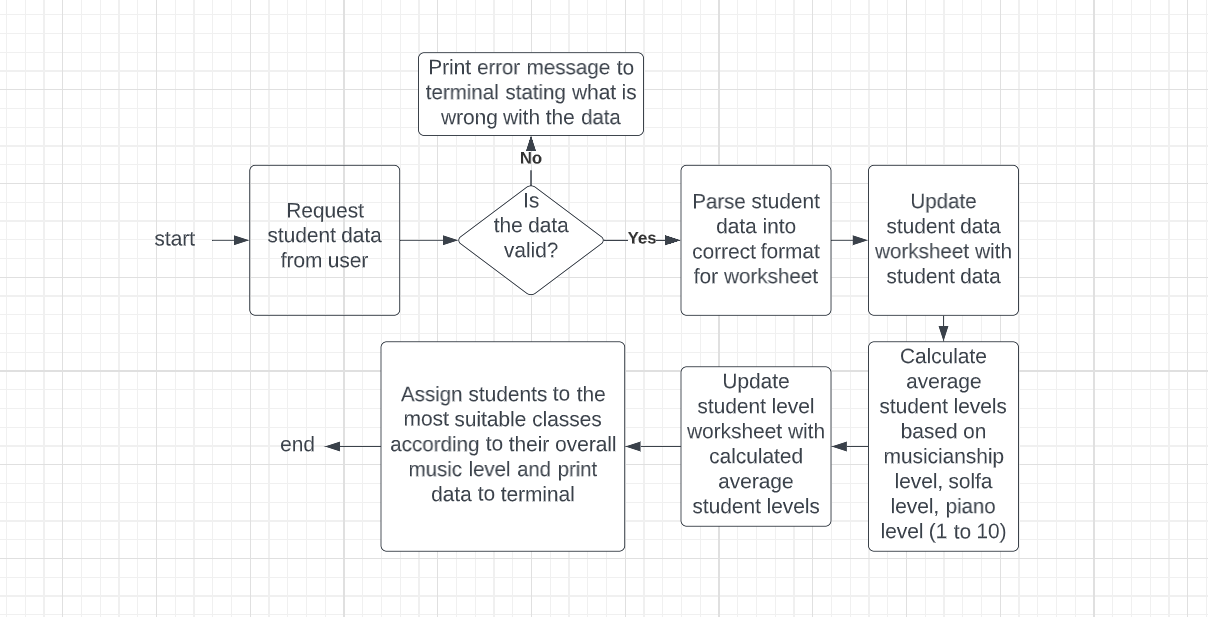 Print error message to
terminal stating what is
wrong with the data
No
start
Request
student data
from user
Is
the data
valid?
Yes
Parse student
data into
correct format
for worksheet
Update
student data
worksheet with
student data
Calculate
average
student levels
based on
musicianship
level, solfa
level, piano
level (1 to 10)
Update
student level
worksheet with
calculated
average
student levels
Assign students to the
most suitable classes
according to their overall
music level and print
data to terminal
end